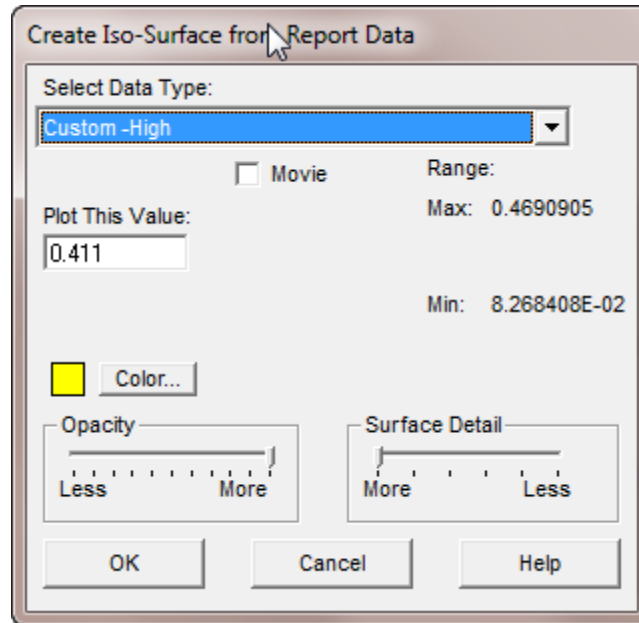 Create Iso-Surface from Report Data
Select Data Type:
Custom -High
Movie
Range:
Plot This Value:
Max: 0.4690905
0.411
Min: 8.268408E-02
Color...
Opacity
Surface Detail
Less More
More Less
OK Cancel Help